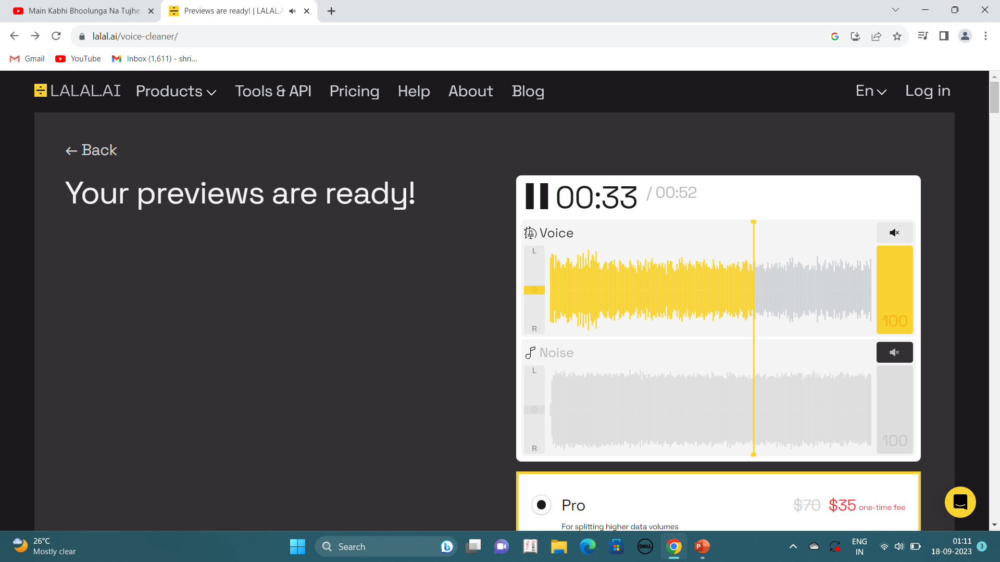 Main Kabhi Bhoolunga Na Tujhe
Previews are ready! | LALAL.A
lalal.ai/voice-cleaner/
Gmail
YouTube
Inbox (1,611) - shri...
LALAL.AI
Products
Tools & API
Pricing
Help
About
Blog
En
Log in
← Back
Your previews are ready!
00:33 / 00:52
Voice
L
0
R
100
Noise
L
0
R
100
Pro
$70 $35 one-time fee
For splitting higher data volumes
26°C
Mostly clear
Search
Tally
ERP9
DELL
P
ENG
IN
01:11
18-09-2023
3